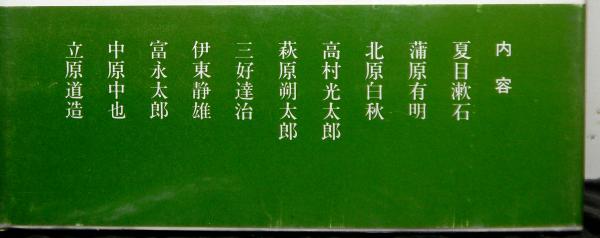 内容
夏目漱石
蒲原有明
北原白秋
高村光太郎
萩原朔太郎
三好達治
伊東静雄
富永太郎
中原中也
立原道造